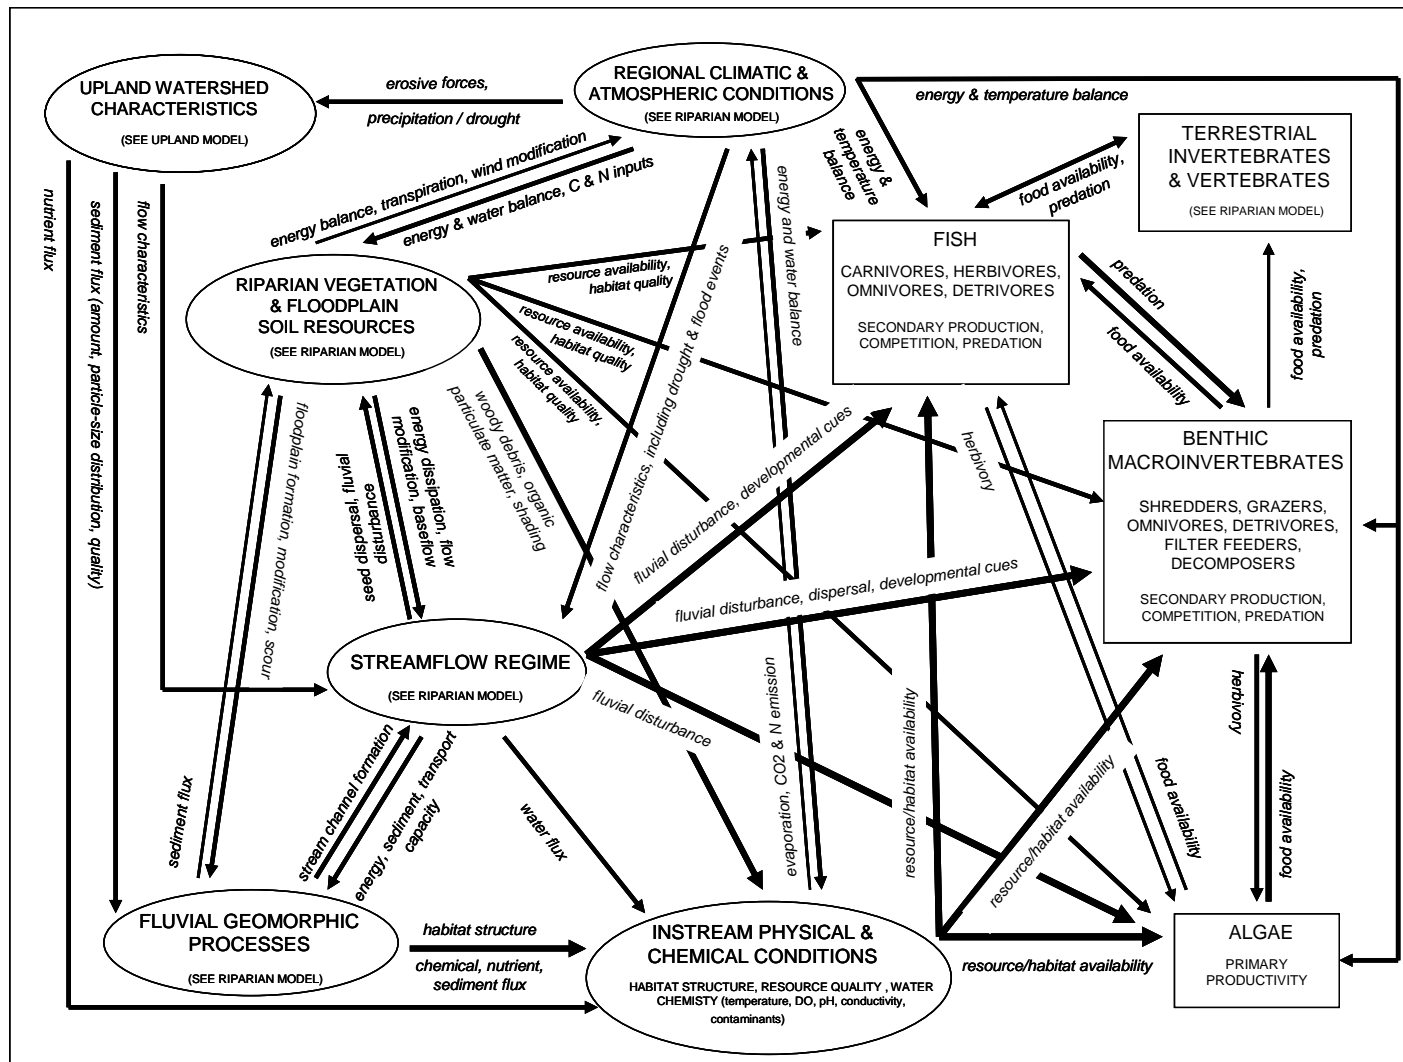 UPLAND WATERSHED
CHARACTERISTICS
(SEE UPLAND MODEL)
erosive forces,
precipitation / drought
REGIONAL CLIMATIC &
ATMOSPHERIC CONDITIONS
(SEE RIPARIAN MODEL)
energy & temperature balance
energy &
temperature
balance
TERRESTRIAL
INVERTEBRATES
& VERTEBRATES
(SEE RIPARIAN MODEL)
food availability,
predation
nutrient flux
sediment flux (amount, particle-size distribution, quality)
flow characteristics
energy balance, transpiration, wind modification
energy & water balance, C & N inputs
energy and water balance
RIPARIAN VEGETATION
& FLOODPLAIN
SOIL RESOURCES
(SEE RIPARIAN MODEL)
resource availability,
habitat quality
resource availability,
habitat quality
resource availability,
habitat quality
FISH
CARNIVORES, HERBIVORES,
OMNIVORES, DETRIVORES
SECONDARY PRODUCTION,
COMPETITION, PREDATION
predation
food availability
food availability,
predation
floodplain formation, modification, scour
seed dispersal, fluvial
disturbance
energy dissipation, flow
modification, baseflow
woody debris, organic
particulate matter, shading
flow characteristics, including drought & flood events
fluvial disturbance, developmental cues
herbivory
BENTHIC
MACROINVERTEBRATES
SHREDDERS, GRAZERS,
OMNIVORES, DETRIVORES,
FILTER FEEDERS,
DECOMPOSERS
SECONDARY PRODUCTION,
COMPETITION, PREDATION
fluvial disturbance, dispersal, developmental cues
STREAMFLOW REGIME
(SEE RIPARIAN MODEL)
fluvial disturbance
evaporation, CO2 & N emission
resource/habitat availability
resource/habitat availability
food availability
herbivory
food availability
sediment flux
stream channel formation
energy, sediment, transport
capacity
water flux
FLUVIAL GEOMORPHIC
PROCESSES
(SEE RIPARIAN MODEL)
habitat structure
chemical, nutrient,
sediment flux
INSTREAM PHYSICAL &
CHEMICAL CONDITIONS
HABITAT STRUCTURE, RESOURCE QUALITY , WATER
CHEMISTY (temperature, DO, pH, conductivity,
contaminants)
resource/habitat availability
ALGAE
PRIMARY
PRODUCTIVITY